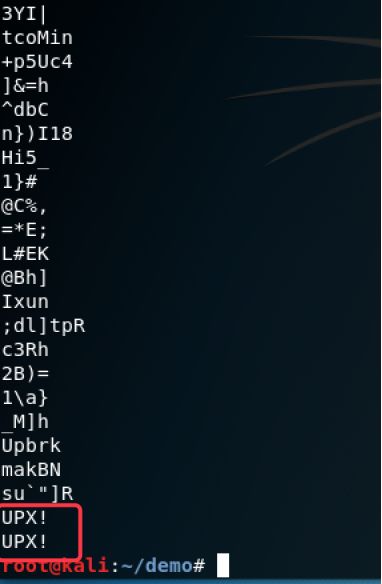 3YI|
tcoMin
+p5Uc4
]&=h
^dbC
n})I18
Hi5_
1}#
@C%,
=*E;
L#EK
@Bh]
Ixun
;dl]tpR
c3Rh
2B)=
1\a}
_M]h
Upbrk
makBN
su`"]R
UPX!
UPX!
root@kali:~/demo#